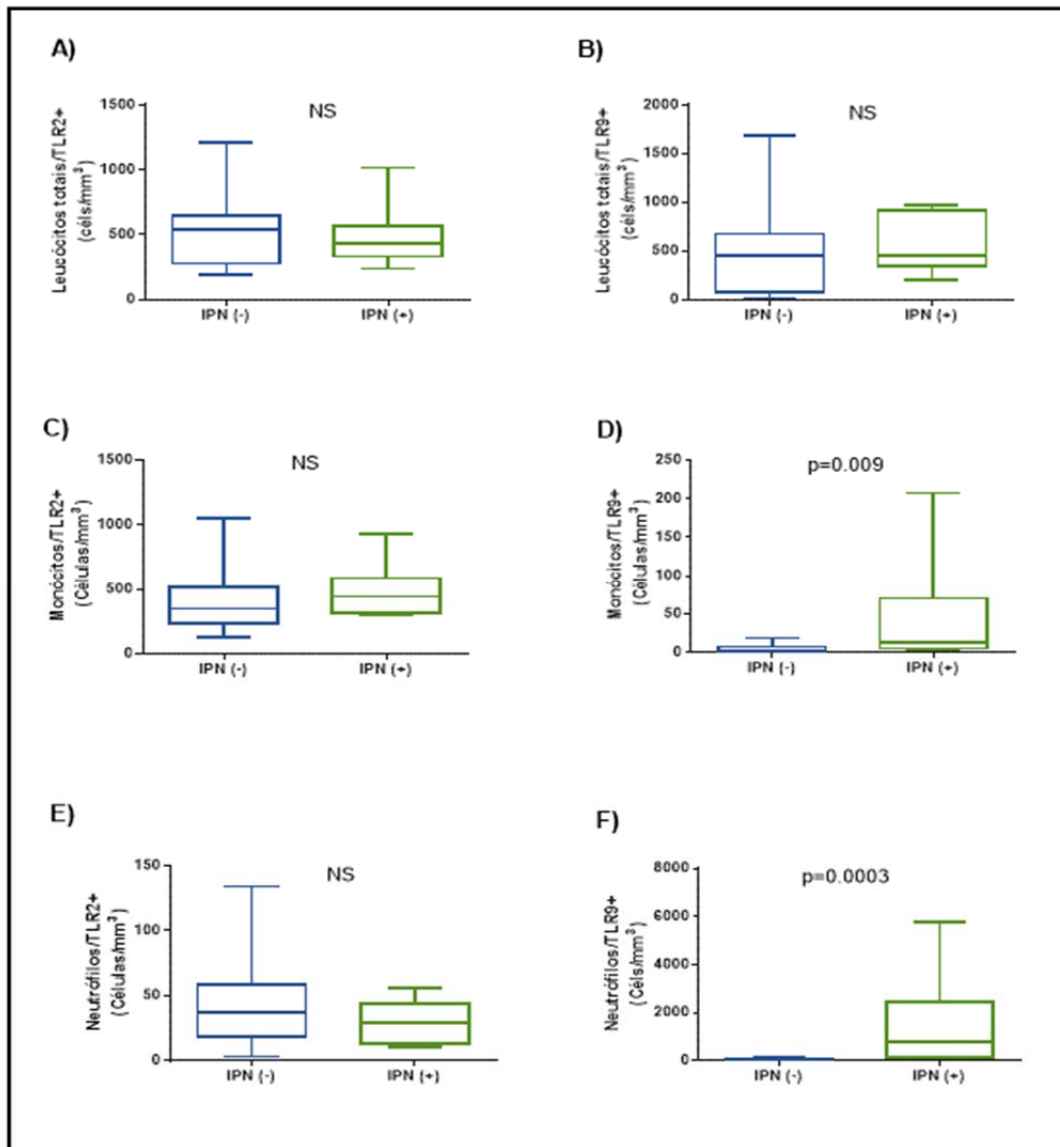 A)
Leucócitos totais/TLR2+
(céls/mm³)
1500
1000
500
0
NS
IPN (-)
IPN (+)
B)
Leucócitos totais/TLR9+
(céls/mm³)
2000
1500
1000
500
0
NS
IPN (-)
IPN (+)
C)
Monócitos/TLR2+
(Células/mm³)
1500
1000
500
0
NS
IPN (-)
IPN (+)
D)
Monócitos/TLR9+
(Células/mm³)
250
200
150
100
50
0
p=0.009
IPN (-)
IPN (+)
E)
Neutrófilos/TLR2+
(Células/mm³)
150
100
50
0
NS
IPN (-)
IPN (+)
F)
Neutrófilos/TLR9+
(Céls/mm³)
8000
6000
4000
2000
0
p=0.0003
IPN (-)
IPN (+)